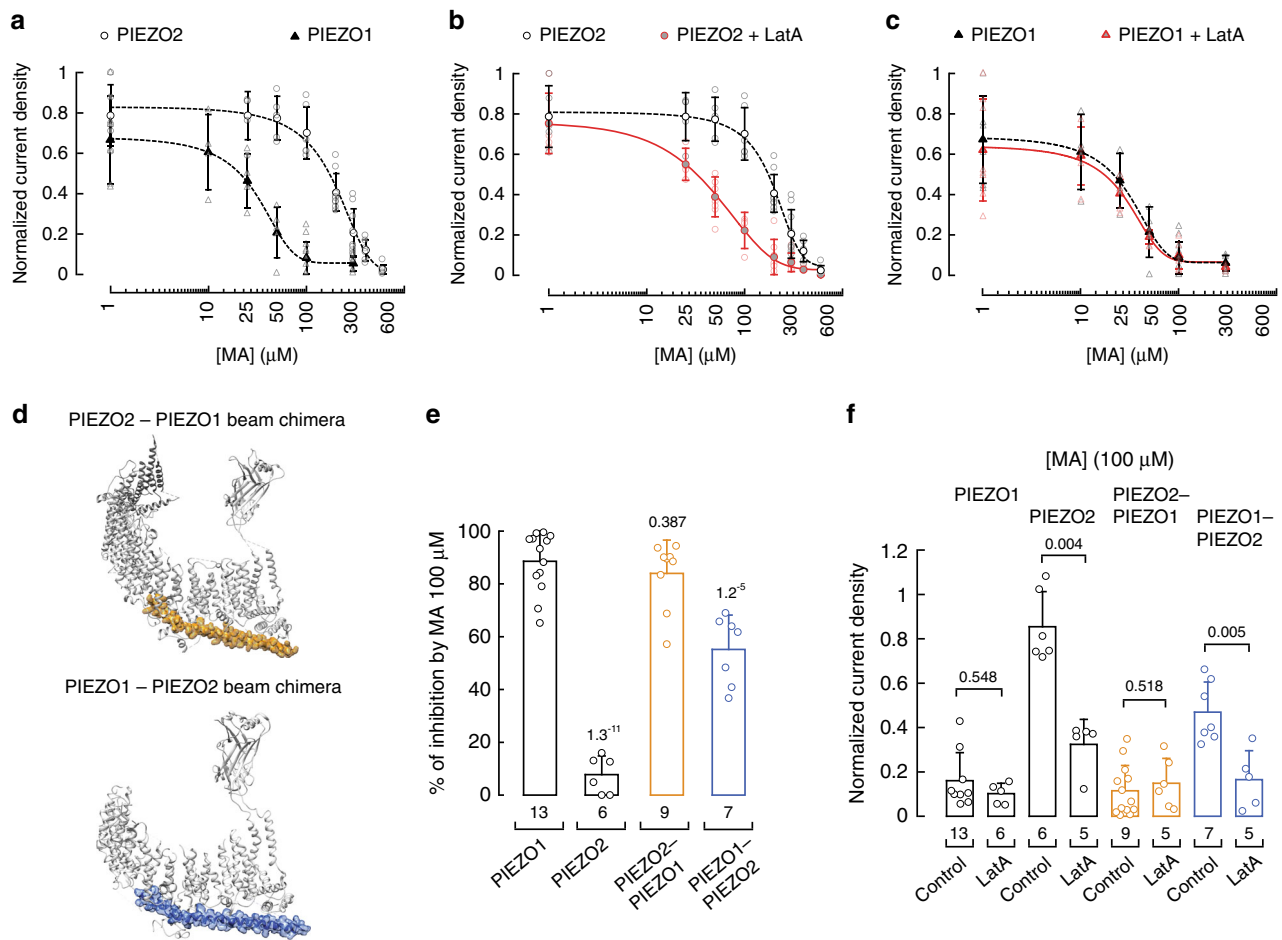 a
PIEZO2
PIEZO1
Normalized current density
1
0.8
0.6
0.4
0.2
0
1
10
25
50
100
300
600
[MA] (μM)
b
PIEZO2
PIEZO2 + LatA
Normalized current density
1
0.8
0.6
0.4
0.2
0
1
10
25
50
100
300
600
[MA] (μM)
c
PIEZO1
PIEZO1 + LatA
Normalized current density
1
0.8
0.6
0.4
0.2
0
1
10
25
50
100
300
600
[MA] (μM)
d
PIEZO2 – PIEZO1 beam chimera
PIEZO1 – PIEZO2 beam chimera
e
% of inhibition by MA 100 μM
100
80
60
40
20
0
1.3⁻¹¹
0.387
1.2⁻⁵
13
6
9
7
PIEZO1
PIEZO2
PIEZO2–
PIEZO1
PIEZO1–
PIEZO2
f
[MA] (100 μM)
PIEZO1
PIEZO2
PIEZO2–
PIEZO1
PIEZO1–
PIEZO2
Normalized current density
1.2
1
0.8
0.6
0.4
0.2
0
0.548
0.004
0.518
0.005
13
6
6
5
9
5
7
5
Control
LatA
Control
LatA
Control
LatA
Control
LatA